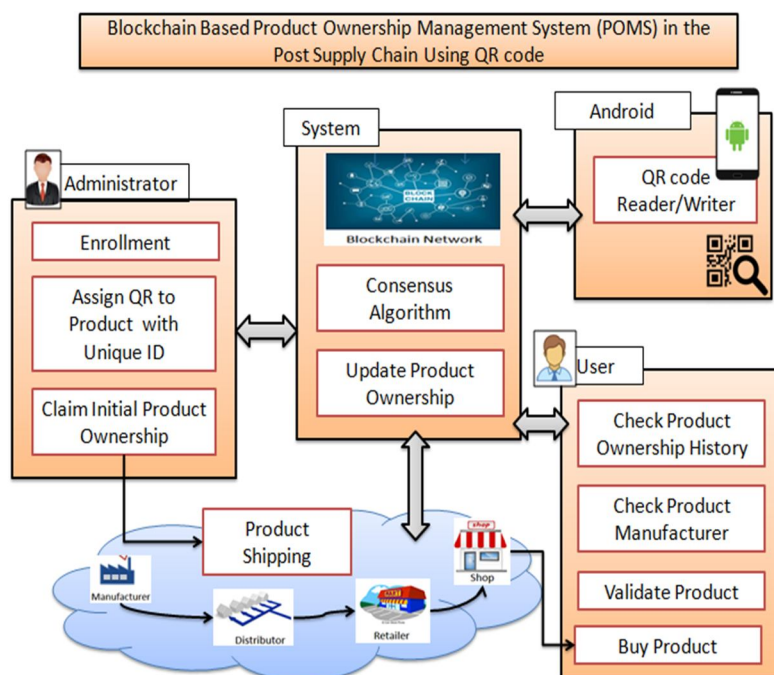 Blockchain Based Product Ownership Management System (POMS) in the
Post Supply Chain Using QR code
System
Android
Administrator
BLOCK
CHAIN
Blockchain Network
QR code
Reader/Writer
Enrollment
Assign QR to
Product with
Unique ID
Claim Initial Product
Ownership
Consensus
Algorithm
Update Product
Ownership
User
Check Product
Ownership History
Check Product
Manufacturer
Validate Product
Buy Product
Product
Shipping
Manufacturer
Distributor
Retailer
shop
Shop